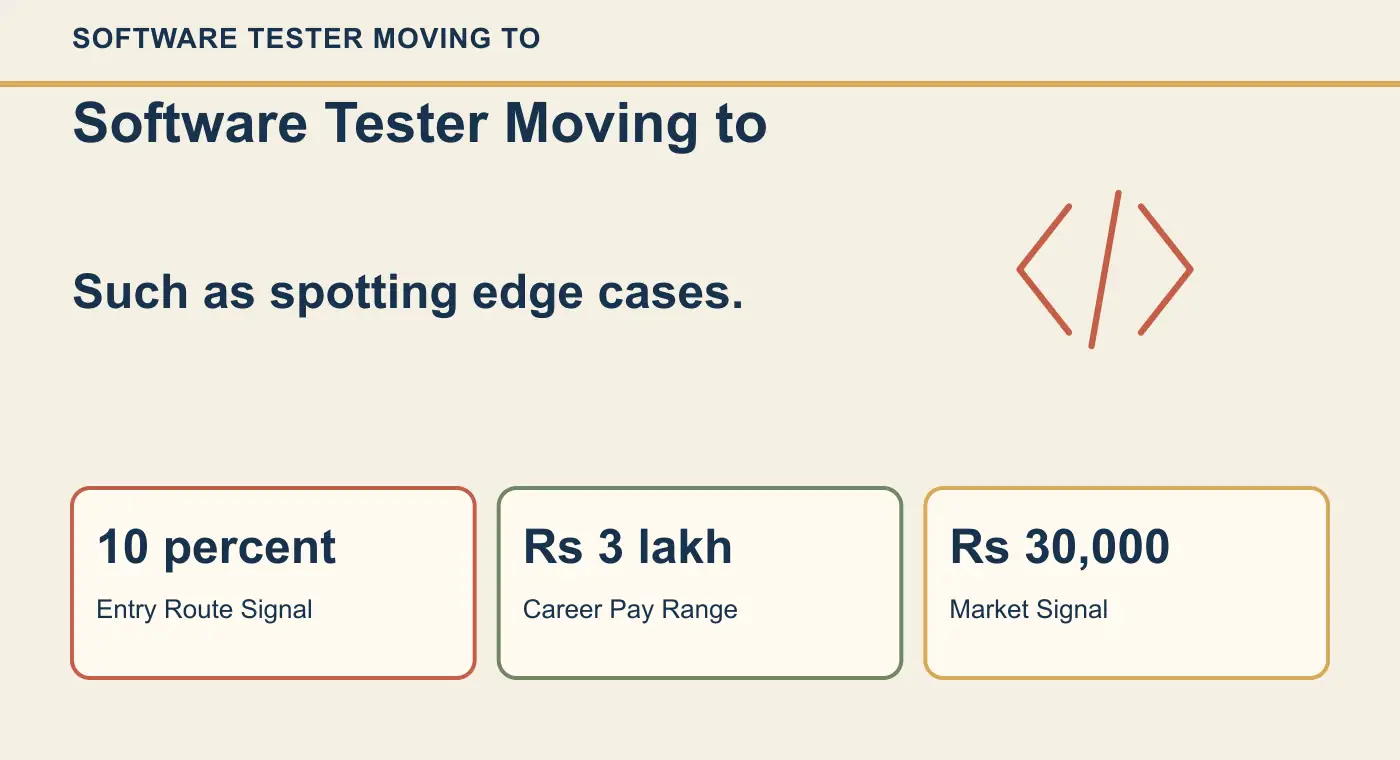 SOFTWARE TESTER MOVING TO
Software Tester Moving to
Such as spotting edge cases.
10 percent
Entry Route Signal
Rs 3 lakh
Career Pay Range
Rs 30,000
Market Signal